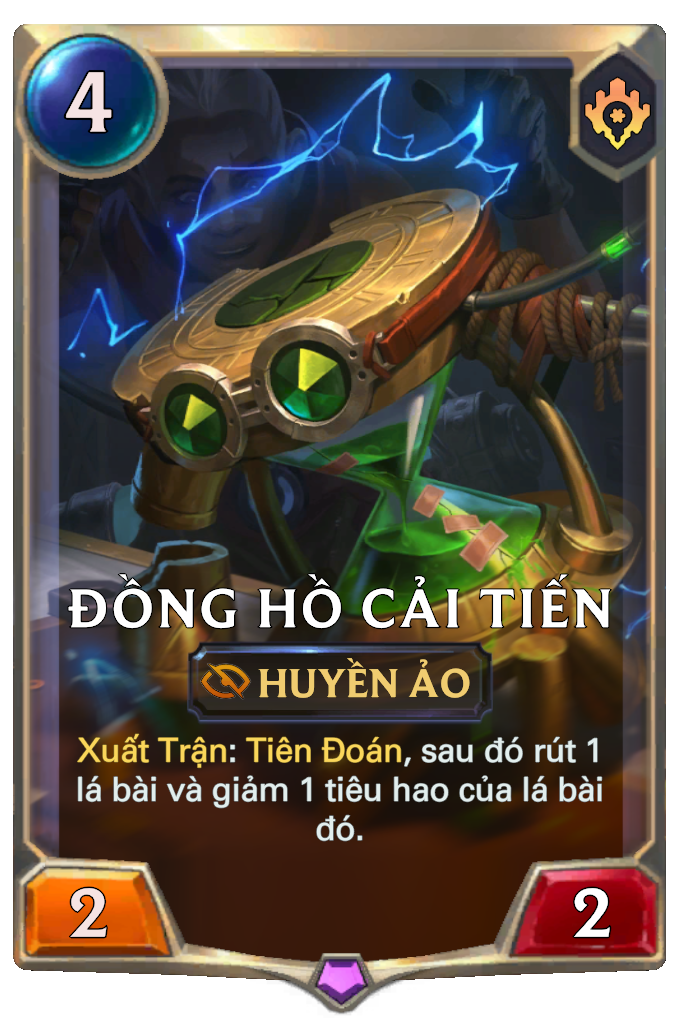 4
ĐỒNG HỒ CẢI TIẾN
HUYỀN ẢO
Xuất Trận: Tiên Đoán, sau đó rút 1
lá bài và giảm 1 tiêu hao của lá bài
đó.
2
2